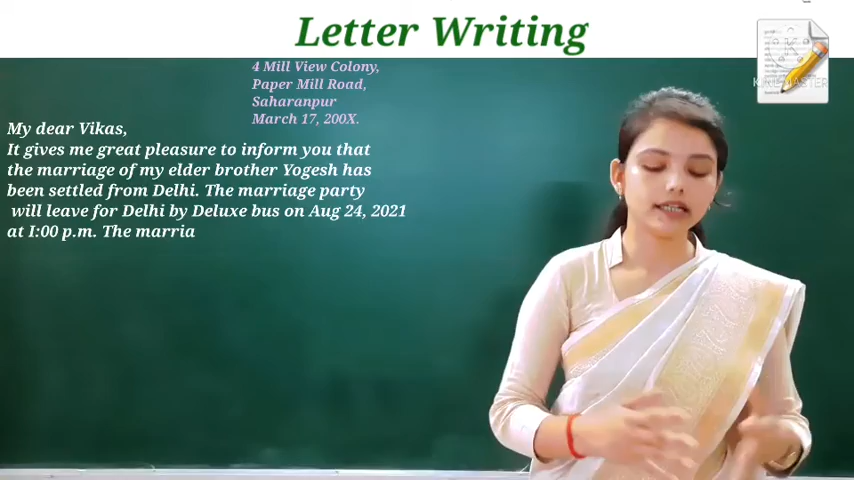 Letter Writing
KINEMASTER
4 Mill View Colony,
Paper Mill Road,
Saharanpur
March 17, 200X.
My dear Vikas,
It gives me great pleasure to inform you that
the marriage of my elder brother Yogesh has
been settled from Delhi. The marriage party
will leave for Delhi by Deluxe bus on Aug 24, 2021
at I:00 p.m. The marria